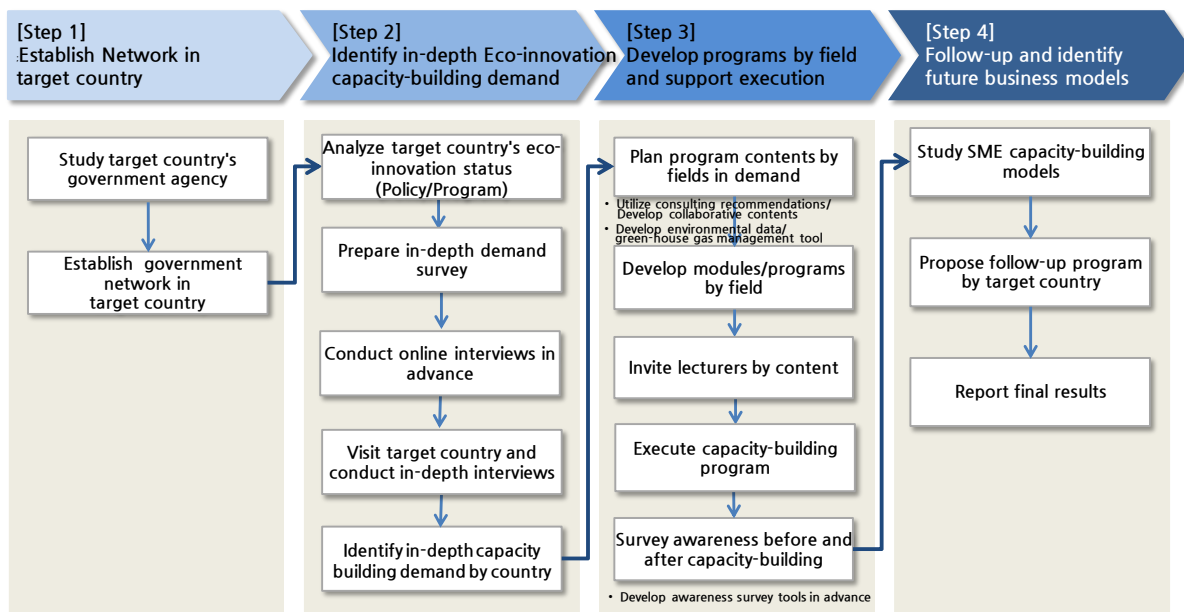 [Step 1]
Establish Network in
target country
[Step 2]
Identify in-depth Eco-innovation
capacity-building demand
[Step 3]
Develop programs by field
and support execution
[Step 4]
Follow-up and identify
future business models
Study target country's
government agency
Establish government
network in
target country
Analyze target country's eco-
innovation status
(Policy/Program)
Prepare in-depth demand
survey
Conduct online interviews in
advance
Visit target country and
conduct in-depth interviews
Identify in-depth capacity
building demand by country
Plan program contents by
fields in demand
• Utilize consulting recommendations/
Develop collaborative contents
• Develop environmental data/
green-house gas management tool
Develop modules/programs
by field
Invite lecturers by content
Execute capacity-building
program
Survey awareness before and
after capacity-building
• Develop awareness survey tools in advance
Study SME capacity-building
models
Propose follow-up program
by target country
Report final results